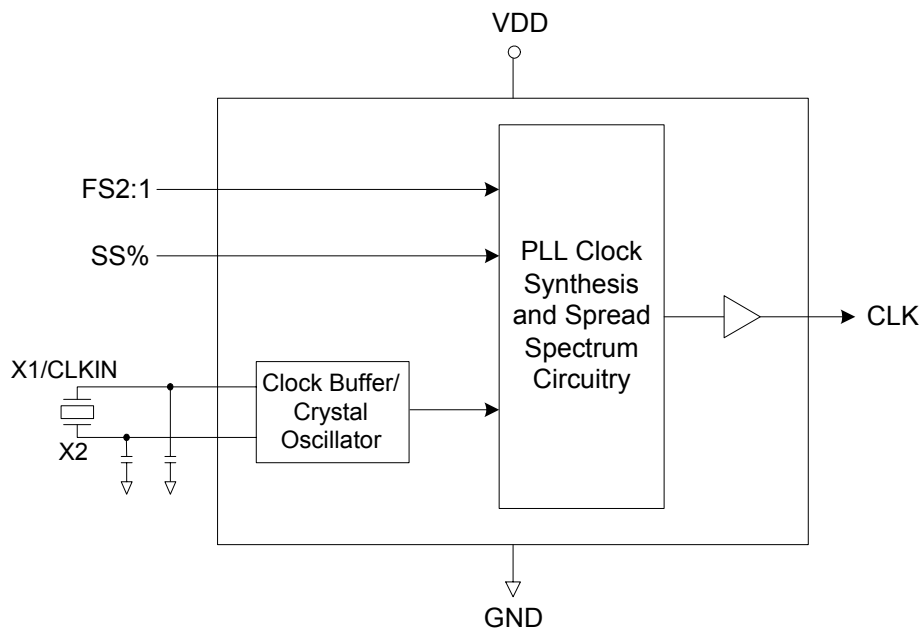 VDD
FS2:1
SS%
PLL Clock
Synthesis
and Spread
Spectrum
Circuitry
CLK
X1/CLKIN
X2
Clock Buffer/
Crystal
Oscillator
GND